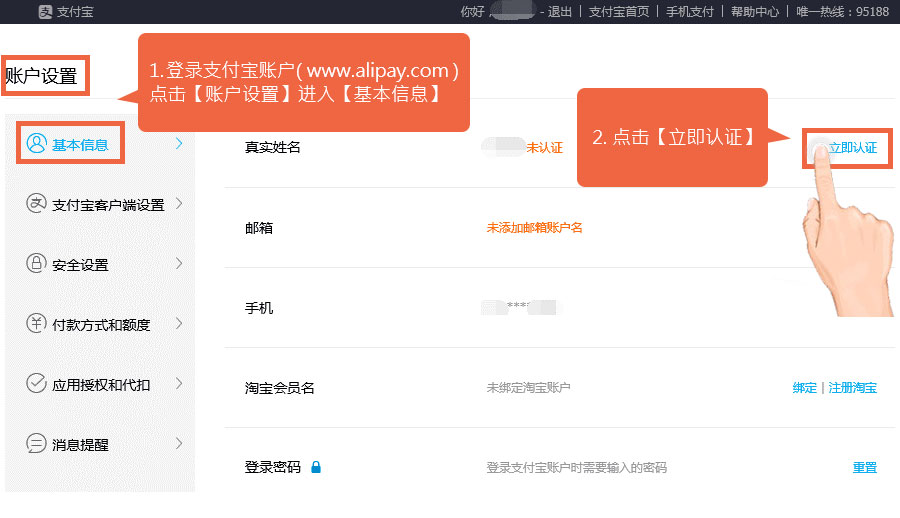 支付宝
你好, - 退出 | 支付宝首页 | 手机支付 | 帮助中心 | 唯一热线：95188
账户设置
1.登录支付宝账户( www.alipay.com )
点击【账户设置】进入【基本信息】
2. 点击【立即认证】
基本信息
支付宝客户端设置
安全设置
付款方式和额度
应用授权和代扣
消息提醒
真实姓名 未认证 立即认证
邮箱 未添加邮箱账户名
手机 ****
淘宝会员名 未绑定淘宝账户 绑定 | 注册淘宝
登录密码 登录支付宝账户时需要输入的密码 重置